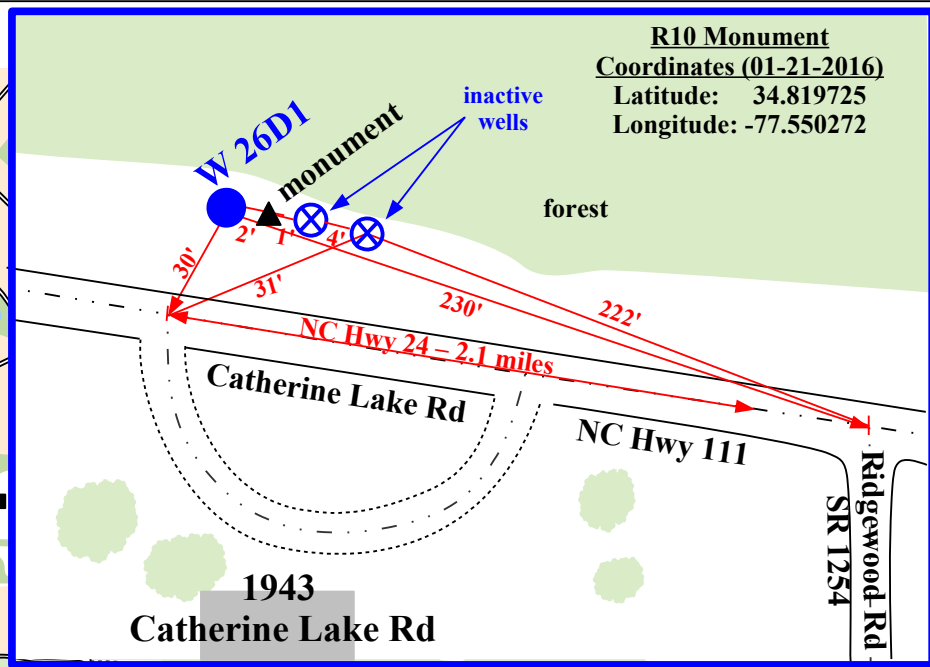 R10 Monument
Coordinates (01-21-2016)
Latitude: 34.819725
Longitude: -77.550272
inactive
wells
W 26D1
monument
forest
2'
1'
4'
30'
31'
230'
222'
NC Hwy 24 – 2.1 miles
Catherine Lake Rd
NC Hwy 111
Ridgewood Rd
SR 1254
1943
Catherine Lake Rd